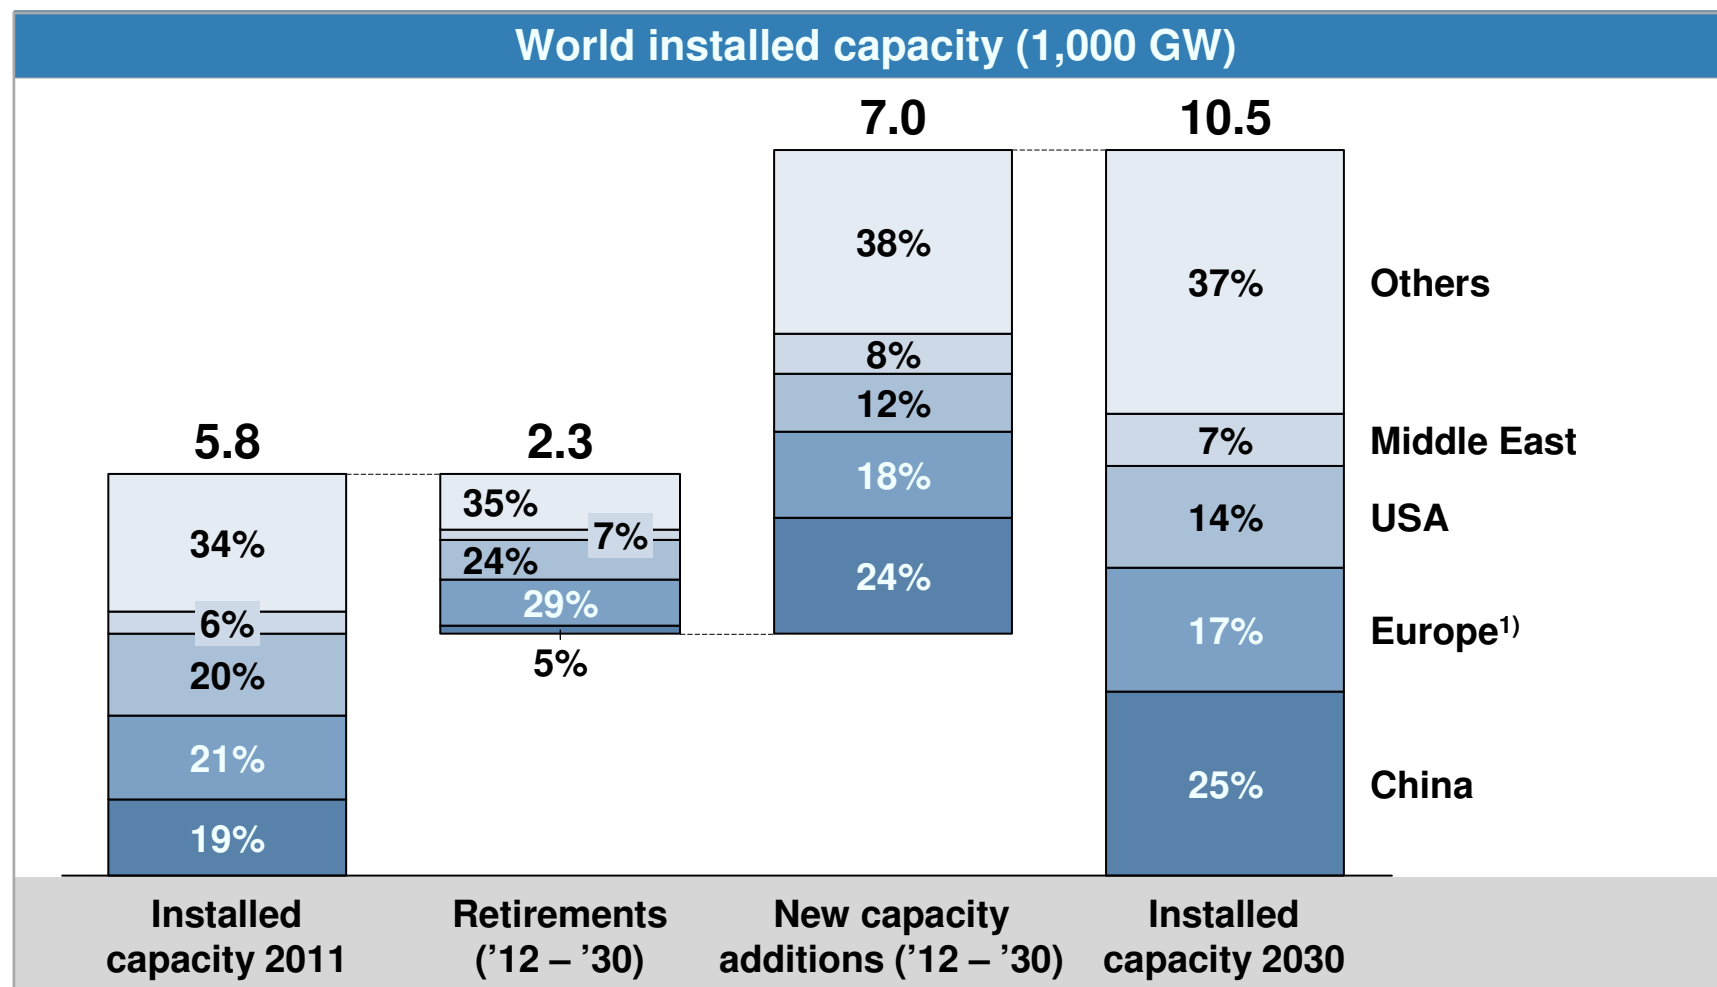 World installed capacity (1,000 GW)
5.8
34%
6%
20%
21%
19%
2.3
35%
7%
24%
29%
5%
7.0
38%
8%
12%
18%
24%
10.5
37%
7%
14%
17%
25%
Others
Middle East
USA
Europe¹⁾
China
Installed
capacity 2011
Retirements
(’12 – ’30)
New capacity
additions (’12 – ’30)
Installed
capacity 2030